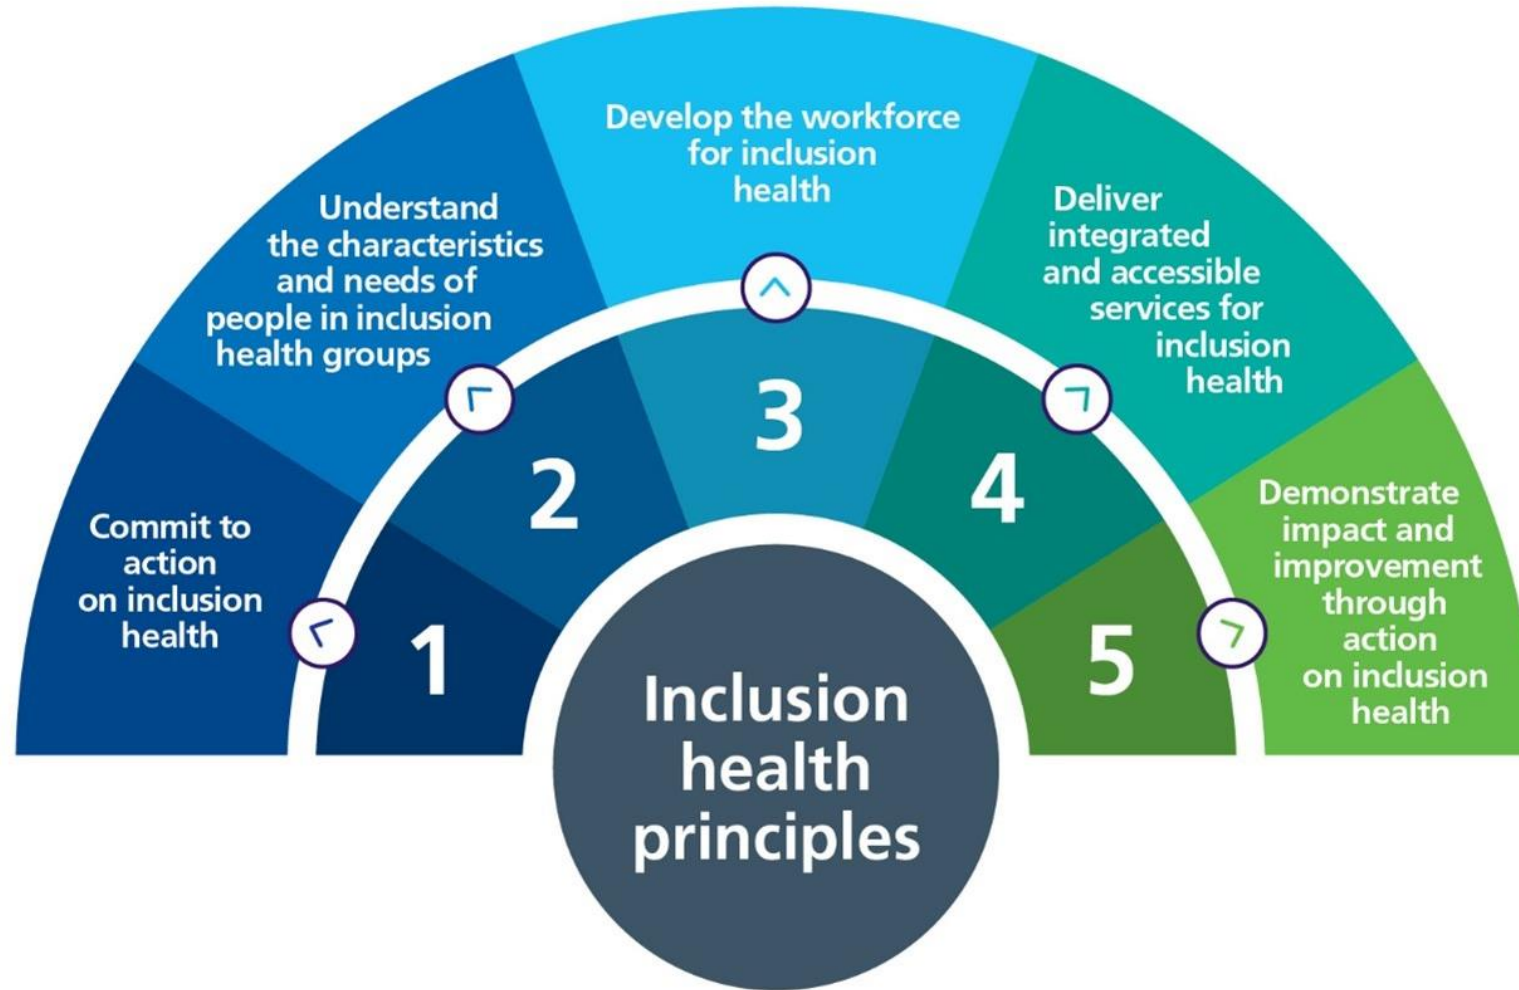 1
Commit to
action
on inclusion
health
2
Understand
the characteristics
and needs of
people in inclusion
health groups
3
Develop the workforce
for inclusion
health
4
Deliver
integrated
and accessible
services for
inclusion
health
5
Demonstrate
impact and
improvement
through
action
on inclusion
health
Inclusion
health
principles